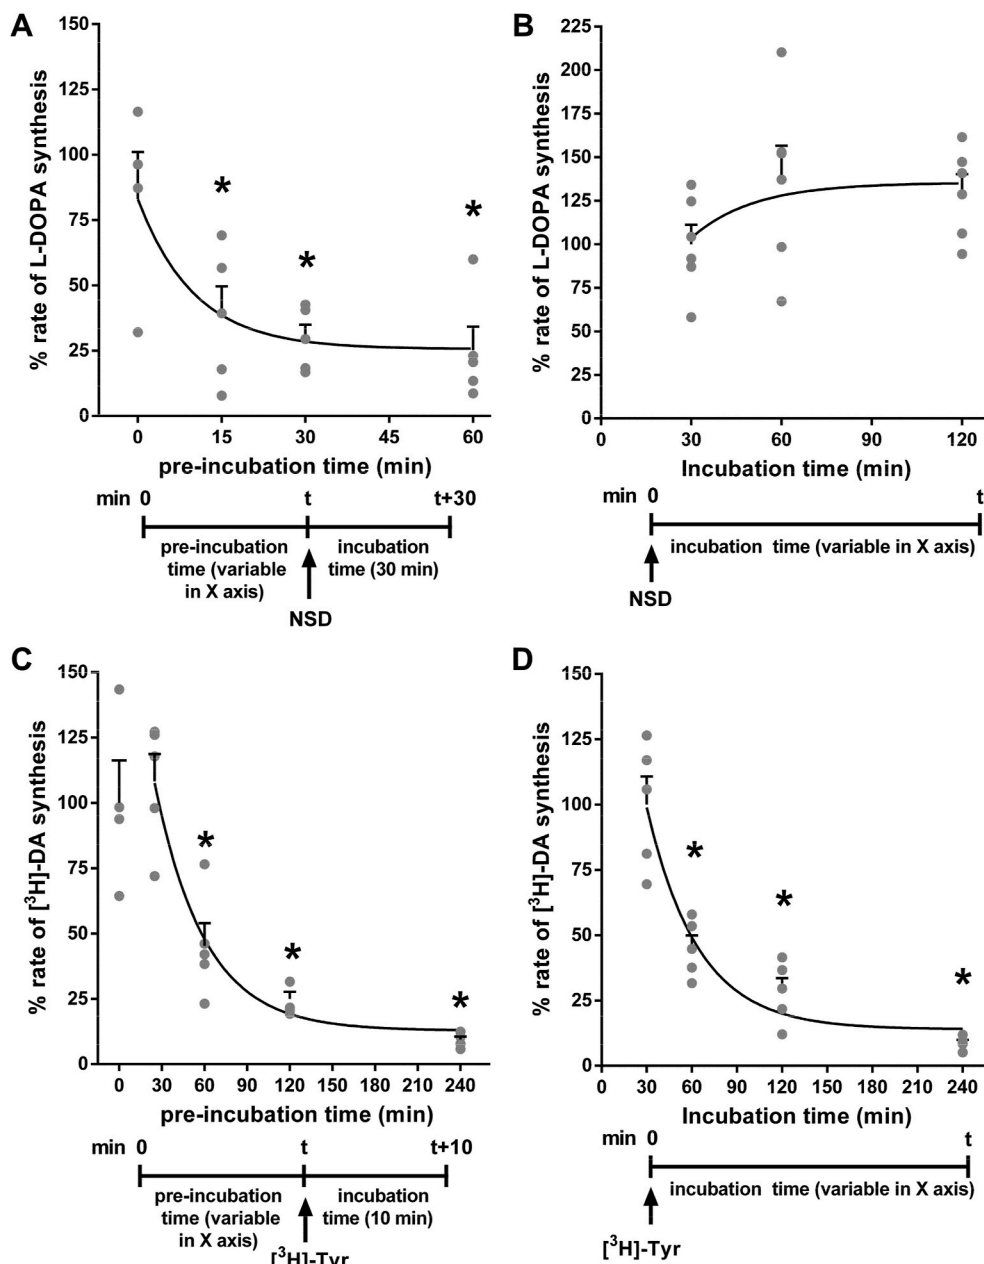 A
% rate of L-DOPA synthesis
150
125
100
75
50
25
0
*
*
*
0 15 30 45 60
pre-incubation time (min)
min 0 t t+30
pre-incubation
time (variable
in X axis)
incubation
time (30 min)
NSD
B
% rate of L-DOPA synthesis
225
200
175
150
125
100
75
50
25
0
0 30 60 90 120
Incubation time (min)
min 0 t
incubation time (variable in X axis)
NSD
C
% rate of [³H]-DA synthesis
150
125
100
75
50
25
0
*
*
*
0 30 60 90 120 150 180 210 240
pre-incubation time (min)
min 0 t t+10
pre-incubation
time (variable
in X axis)
incubation
time (10 min)
[³H]-Tyr
D
% rate of [³H]-DA synthesis
150
125
100
75
50
25
0
*
*
*
0 30 60 90 120 150 180 210 240
Incubation time (min)
min 0 t
incubation time (variable in X axis)
[³H]-Tyr